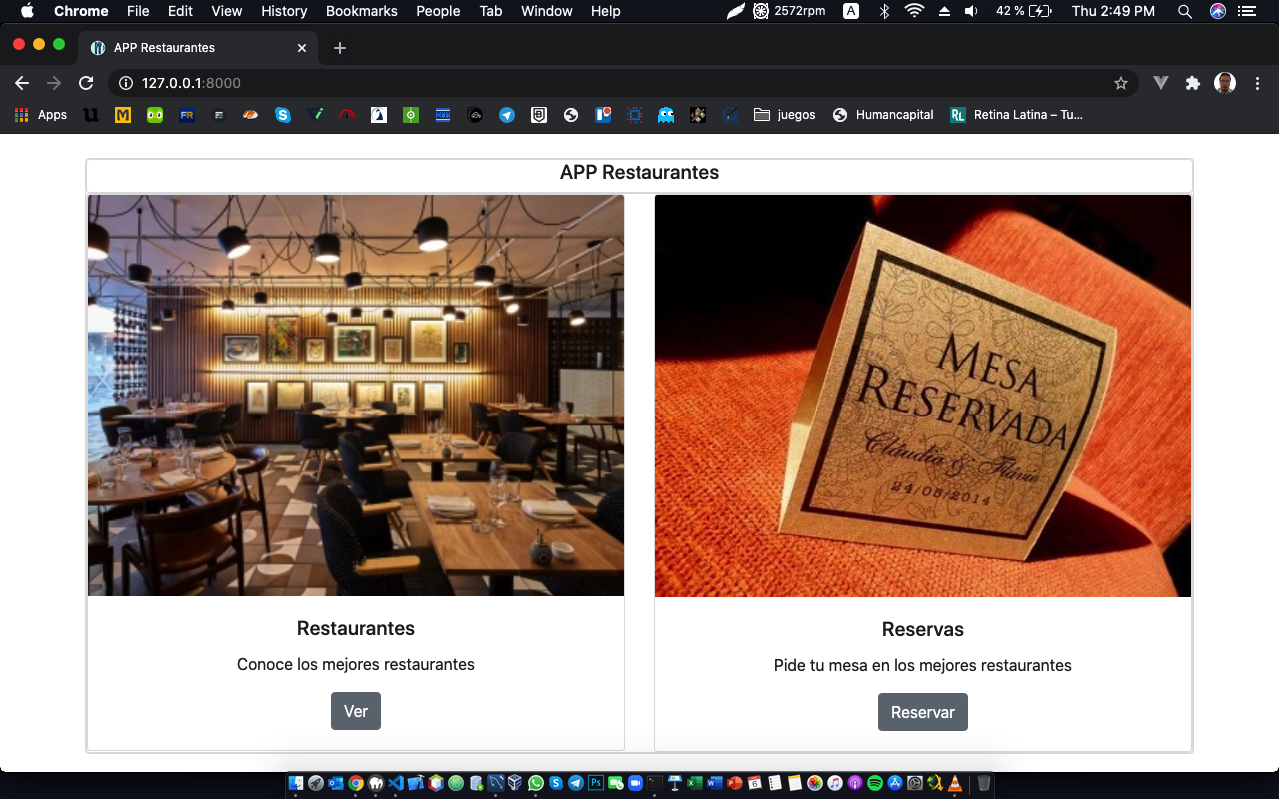 Chrome File Edit View History Bookmarks People Tab Window Help 2572rpm A 42 % Thu 2:49 PM
APP Restaurantes
127.0.0.1:8000
Apps juegos Humancapital Retina Latina – Tu...
APP Restaurantes
MESA
RESERVADA
24/05/2014
Restaurantes
Conoce los mejores restaurantes
Ver
Reservas
Pide tu mesa en los mejores restaurantes
Reservar